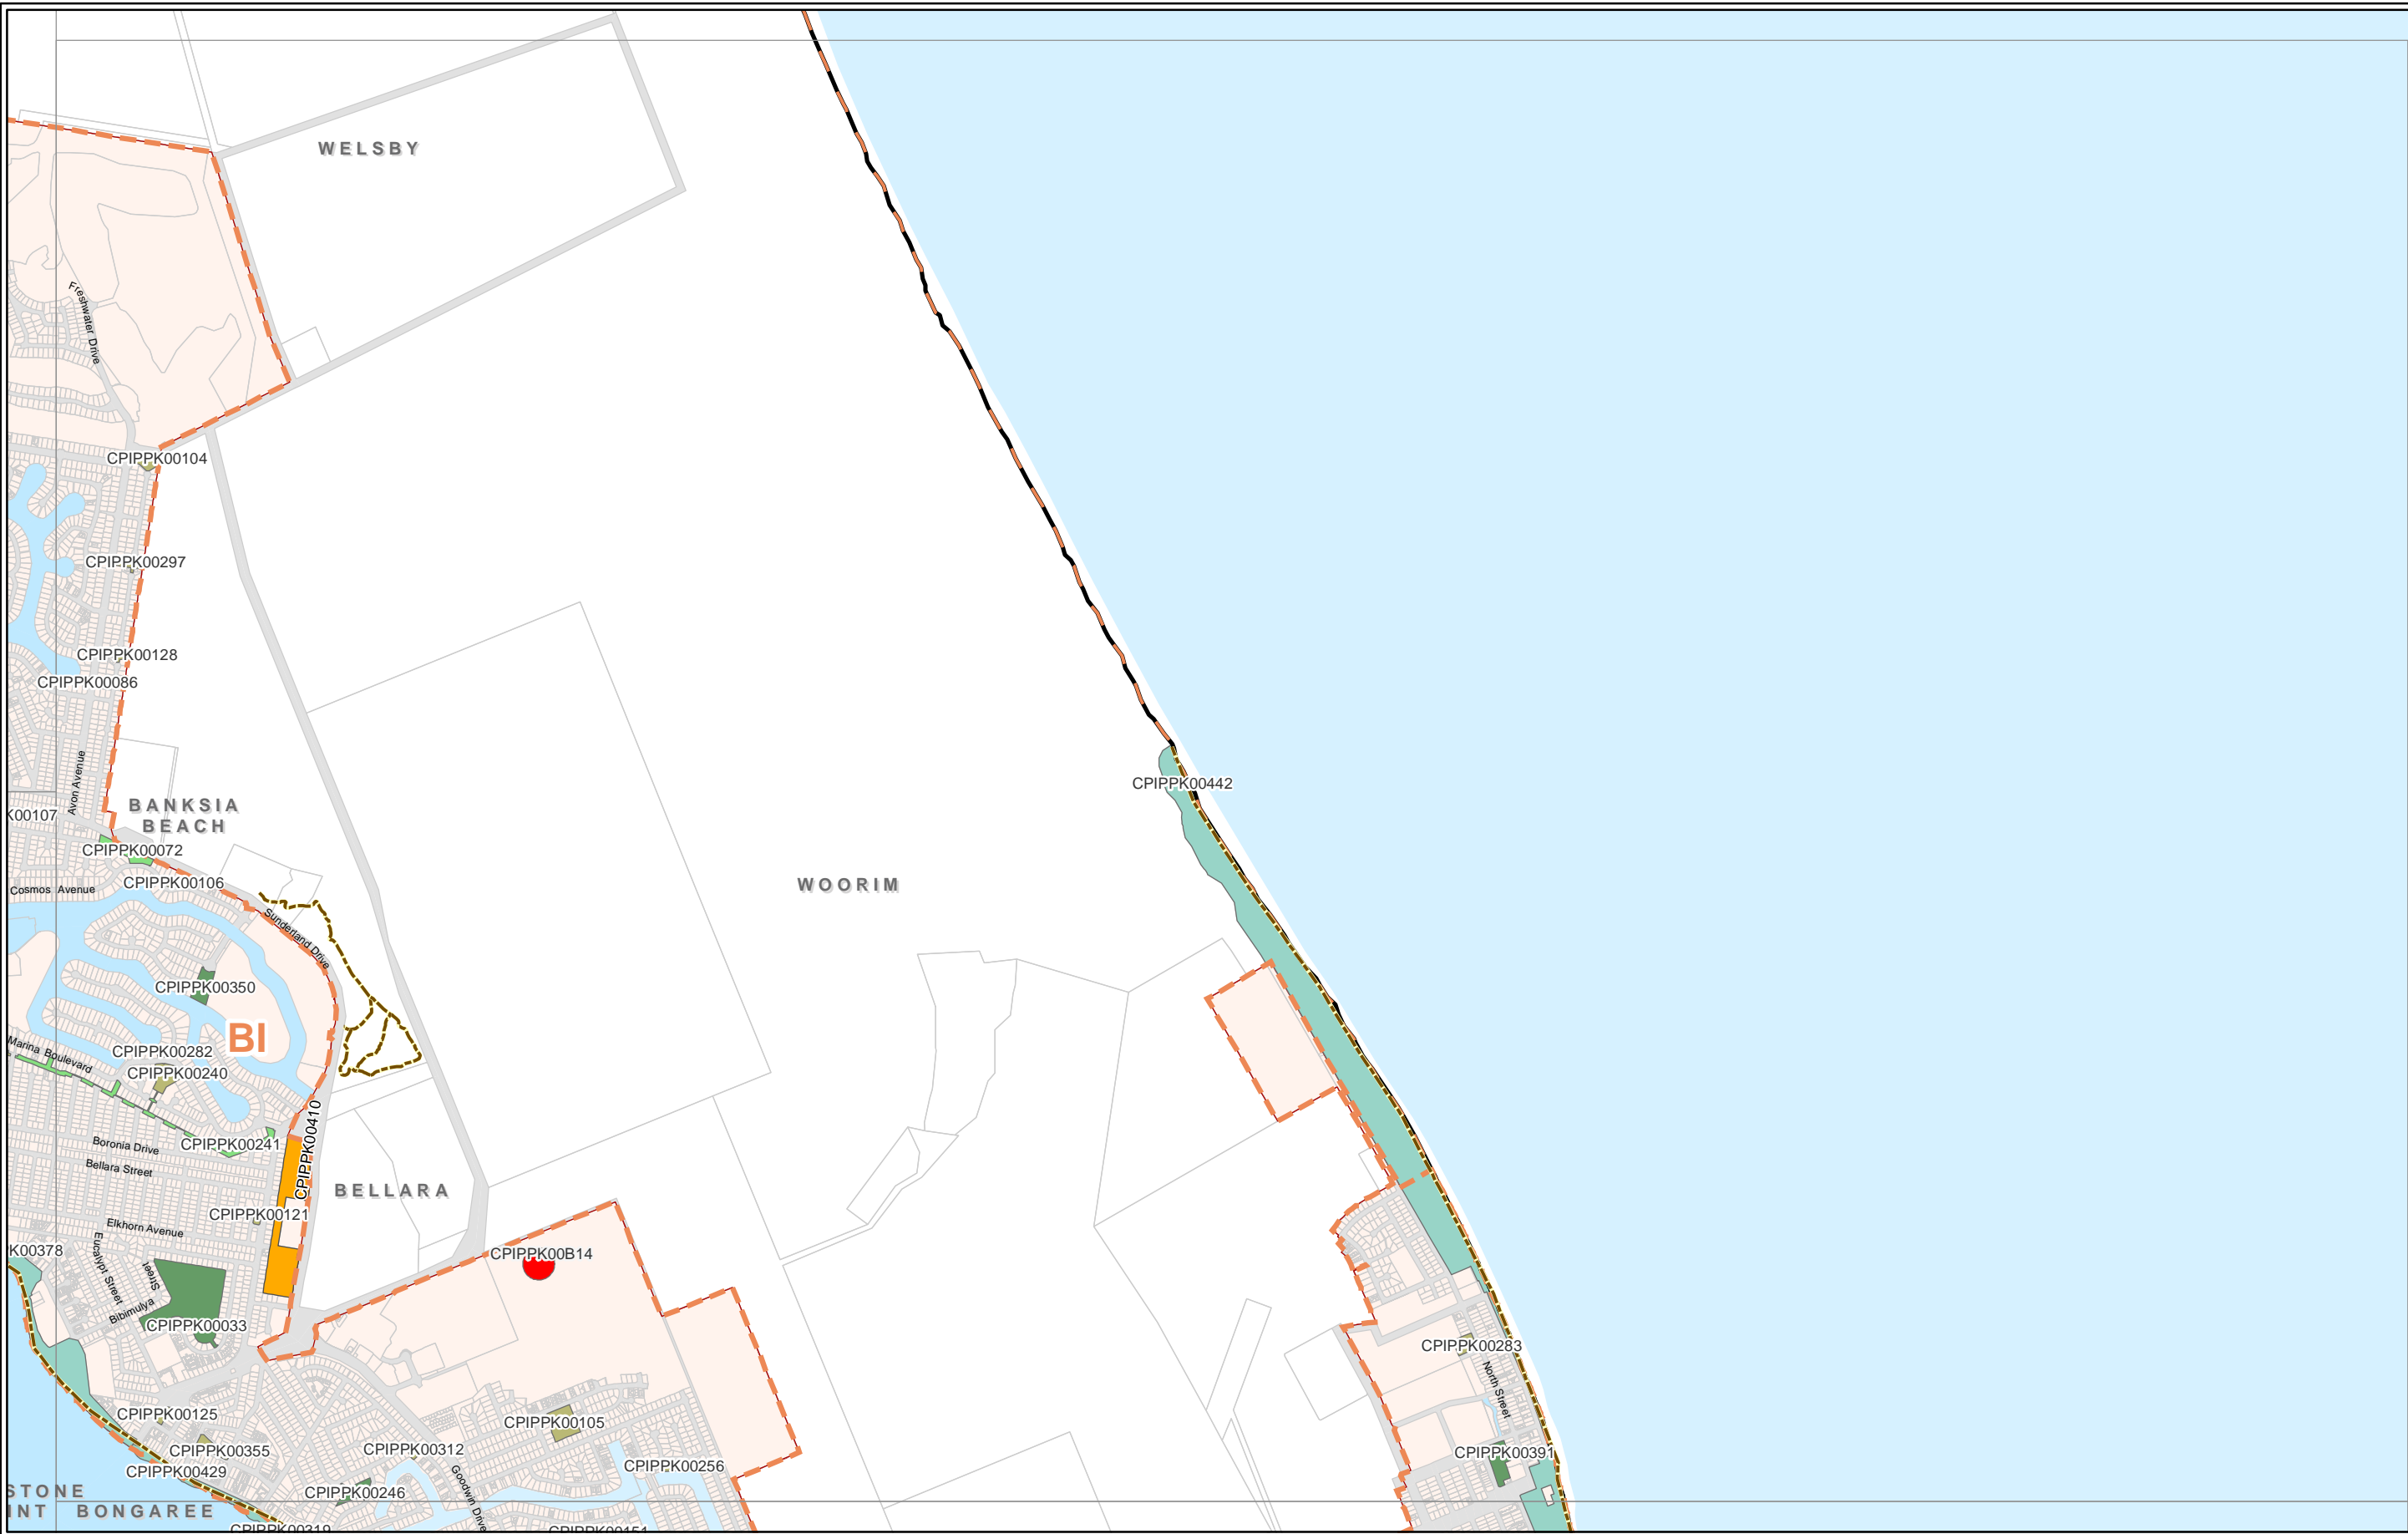 WELSBY
Freshwater Drive
CPIPPK00104
CPIPPK00297
CPIPPK00128
CPIPPK00086
Avon Avenue
CPIPPK00442
BANKSIA
BEACH
K00107
CPIPPK00072
CPIPPK00106
Cosmos Avenue
WOORIM
Sunderland Drive
CPIPPK00350
BI
Marina Boulevard
CPIPPK00282
CPIPPK00240
CPIPPK00410
Boronia Drive
CPIPPK00241
Bellara Street
BELLARA
CPIPPK00121
Elkhorn Avenue
K00378
Eucalypt Street
CPIPPK00B14
Bibimulya
Street
CPIPPK00033
CPIPPK00283
North Street
CPIPPK00125
CPIPPK00105
CPIPPK00355
CPIPPK00312
CPIPPK00391
CPIPPK00429
CPIPPK00256
Goodwin Drive
CPIPPK00246
STONE
INT
BONGAREE
CPIPPK00319
CPIPPK00151